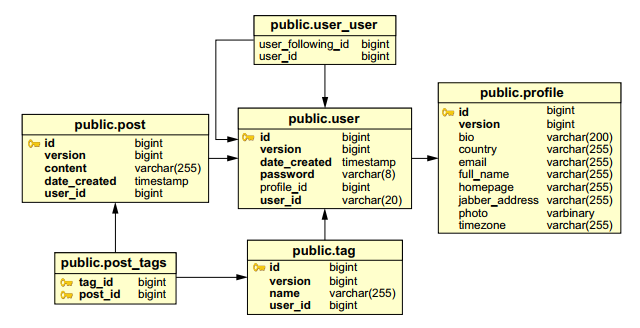 public.user_user
user_following_id bigint
user_id bigint
public.post
id bigint
version bigint
content varchar(255)
date_created timestamp
user_id bigint
public.user
id bigint
version bigint
date_created timestamp
password varchar(8)
profile_id bigint
user_id varchar(20)
public.profile
id bigint
version bigint
bio varchar(200)
country varchar(255)
email varchar(255)
full_name varchar(255)
homepage varchar(255)
jabber_address varchar(255)
photo varbinary
timezone varchar(255)
public.post_tags
tag_id bigint
post_id bigint
public.tag
id bigint
version bigint
name varchar(255)
user_id bigint